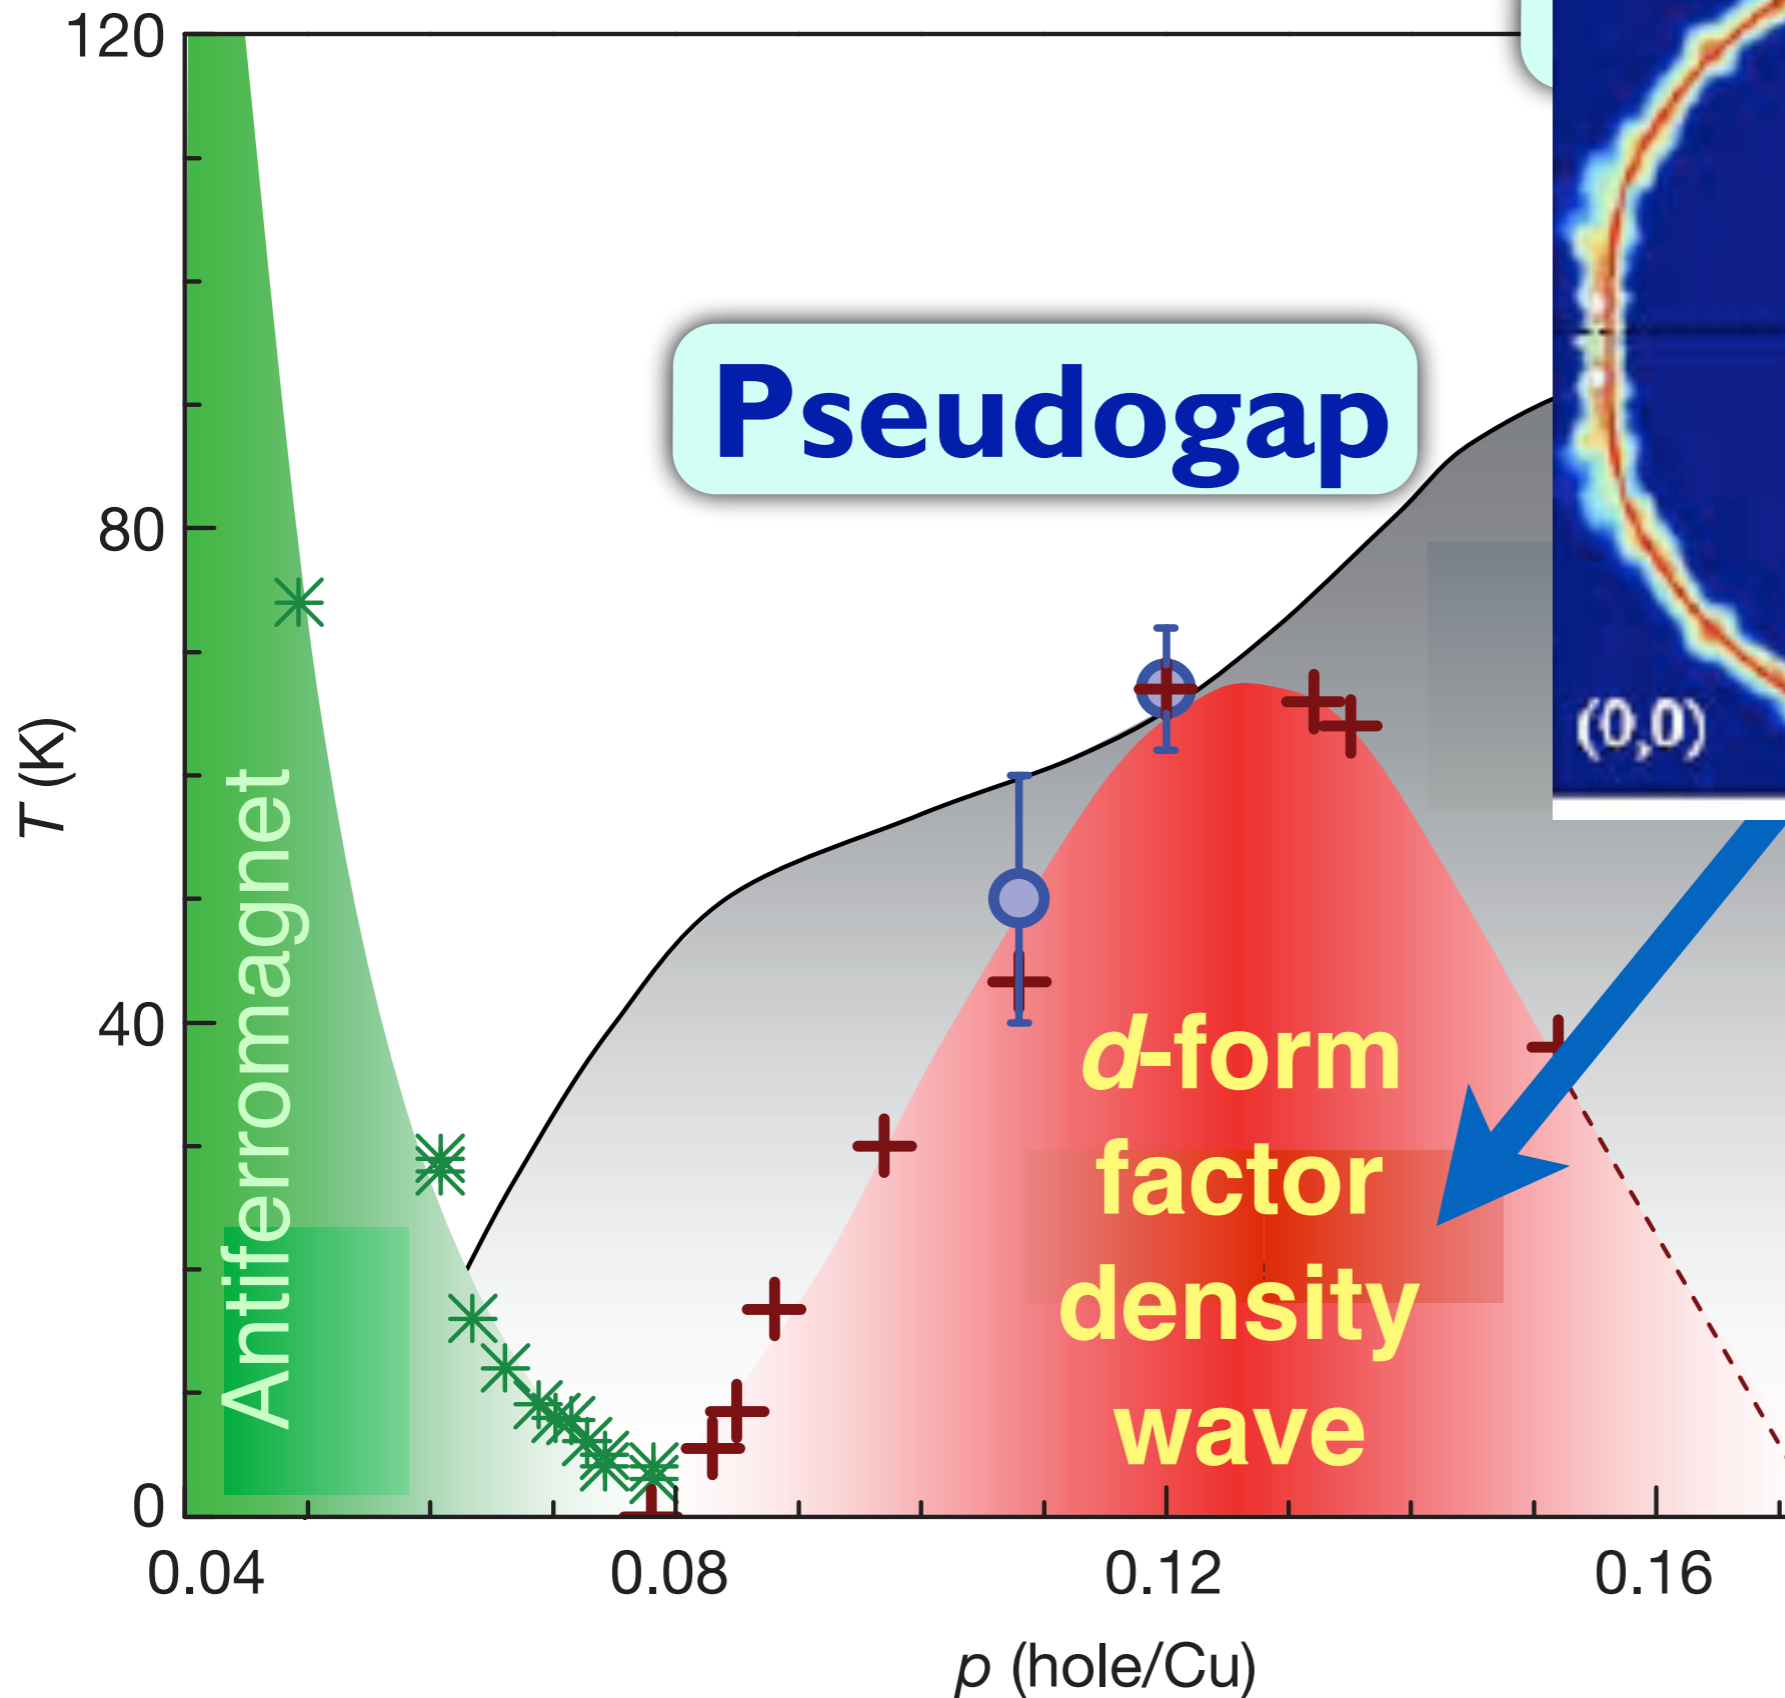 120
80
40
0
T (K)
Pseudogap
(0,0)
Antiferromagnet
d-form
factor
density
wave
0.04
0.08
0.12
0.16
p (hole/Cu)